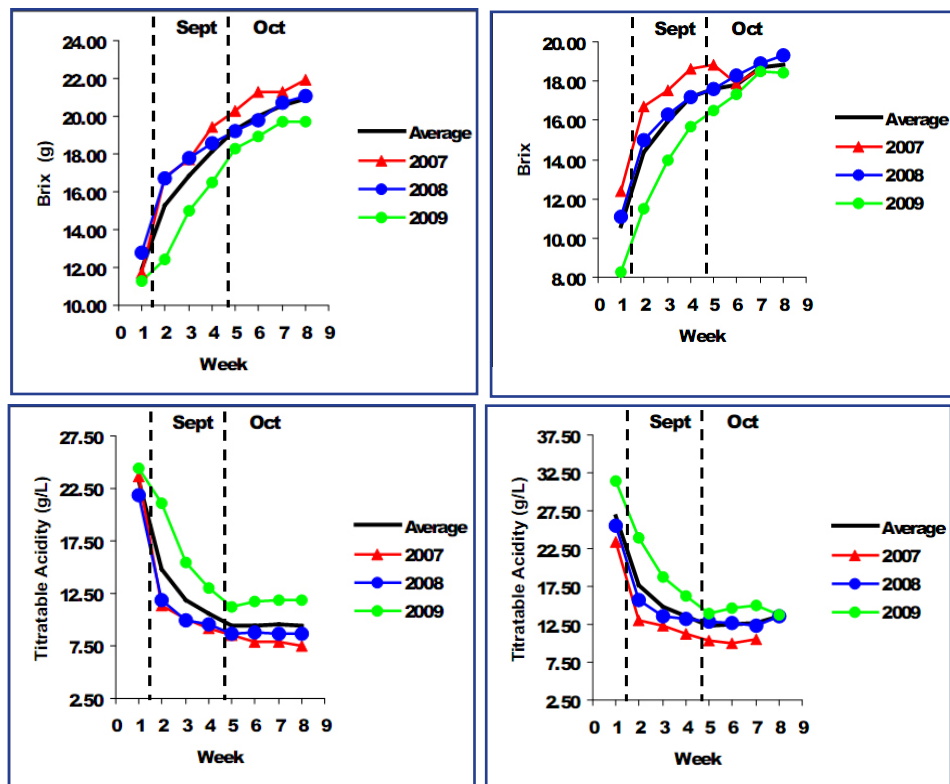 Sept Oct
24.00
22.00
20.00
18.00
16.00
14.00
12.00
10.00
Brix (g)
0 1 2 3 4 5 6 7 8 9
Week
Average
2007
2008
2009
Sept Oct
20.00
18.00
16.00
14.00
12.00
10.00
8.00
Brix
0 1 2 3 4 5 6 7 8 9
Week
Average
2007
2008
2009
Sept Oct
27.50
22.50
17.50
12.50
7.50
2.50
Titratable Acidity (g/L)
0 1 2 3 4 5 6 7 8 9
Week
Average
2007
2008
2009
Sept Oct
37.50
32.50
27.50
22.50
17.50
12.50
7.50
2.50
Titratable Acidity (g/L)
0 1 2 3 4 5 6 7 8 9
Week
Average
2007
2008
2009